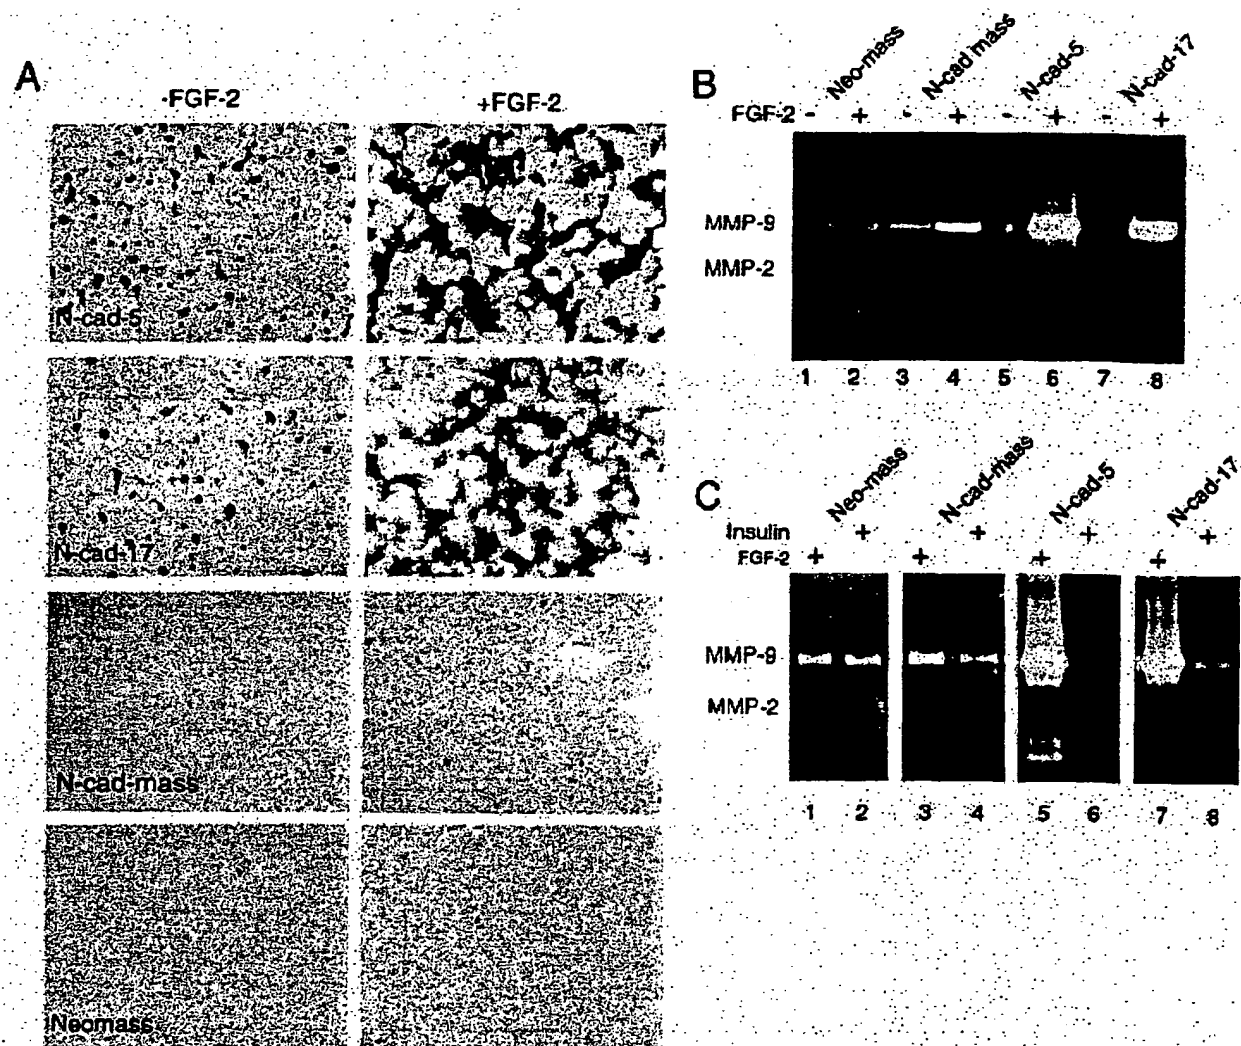 A
-FGF-2 +FGF-2
N-cad-5
N-cad-17
N-cad-mass
Neomass
B
Neo-mass N-cad mass N-cad-5 N-cad-17
FGF-2 - + - + - + - +
MMP-9
MMP-2
1 2 3 4 5 6 7 8
C
Neo-mass N-cad-mass N-cad-5 N-cad-17
Insulin + + + +
FGF-2 + + + +
MMP-9
MMP-2
1 2 3 4 5 6 7 8